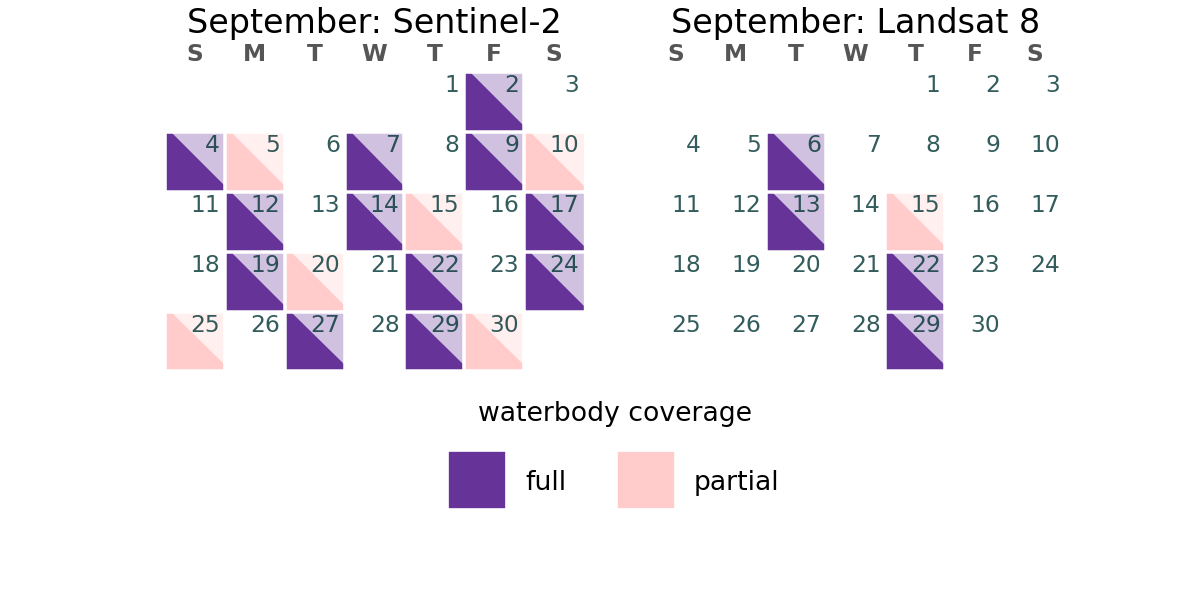 September: Sentinel-2
S M T W T F S
1 2 3
4 5 6 7 8 9 10
11 12 13 14 15 16 17
18 19 20 21 22 23 24
25 26 27 28 29 30
September: Landsat 8
S M T W T F S
1 2 3
4 5 6 7 8 9 10
11 12 13 14 15 16 17
18 19 20 21 22 23 24
25 26 27 28 29 30
waterbody coverage
full partial